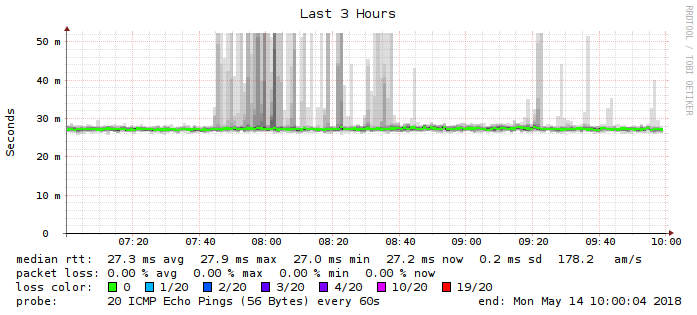 Last 3 Hours
RRDTOOL / TOBI OETIKER
Seconds
50 m
40 m
30 m
20 m
10 m
0
07:20 07:40 08:00 08:20 08:40 09:00 09:20 09:40 10:00
median rtt: 27.3 ms avg 27.9 ms max 27.0 ms min 27.2 ms now 0.2 ms sd 178.2 am/s
packet loss: 0.00 % avg 0.00 % max 0.00 % min 0.00 % now
loss color: 0 1/20 2/20 3/20 4/20 10/20 19/20
probe: 20 ICMP Echo Pings (56 Bytes) every 60s end: Mon May 14 10:00:04 2018